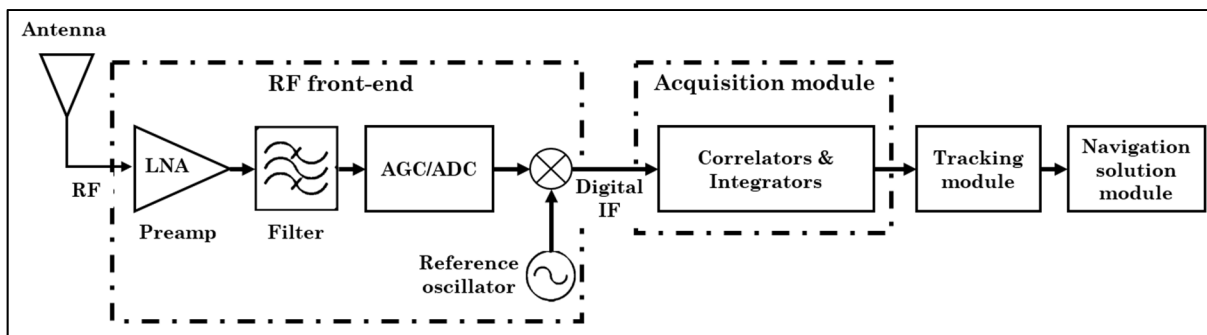 Antenna
RF front-end
Acquisition module
LNA
AGC/ADC
Correlators &
Integrators
Tracking
module
Navigation
solution
module
RF
Digital
IF
Preamp
Filter
Reference
oscillator